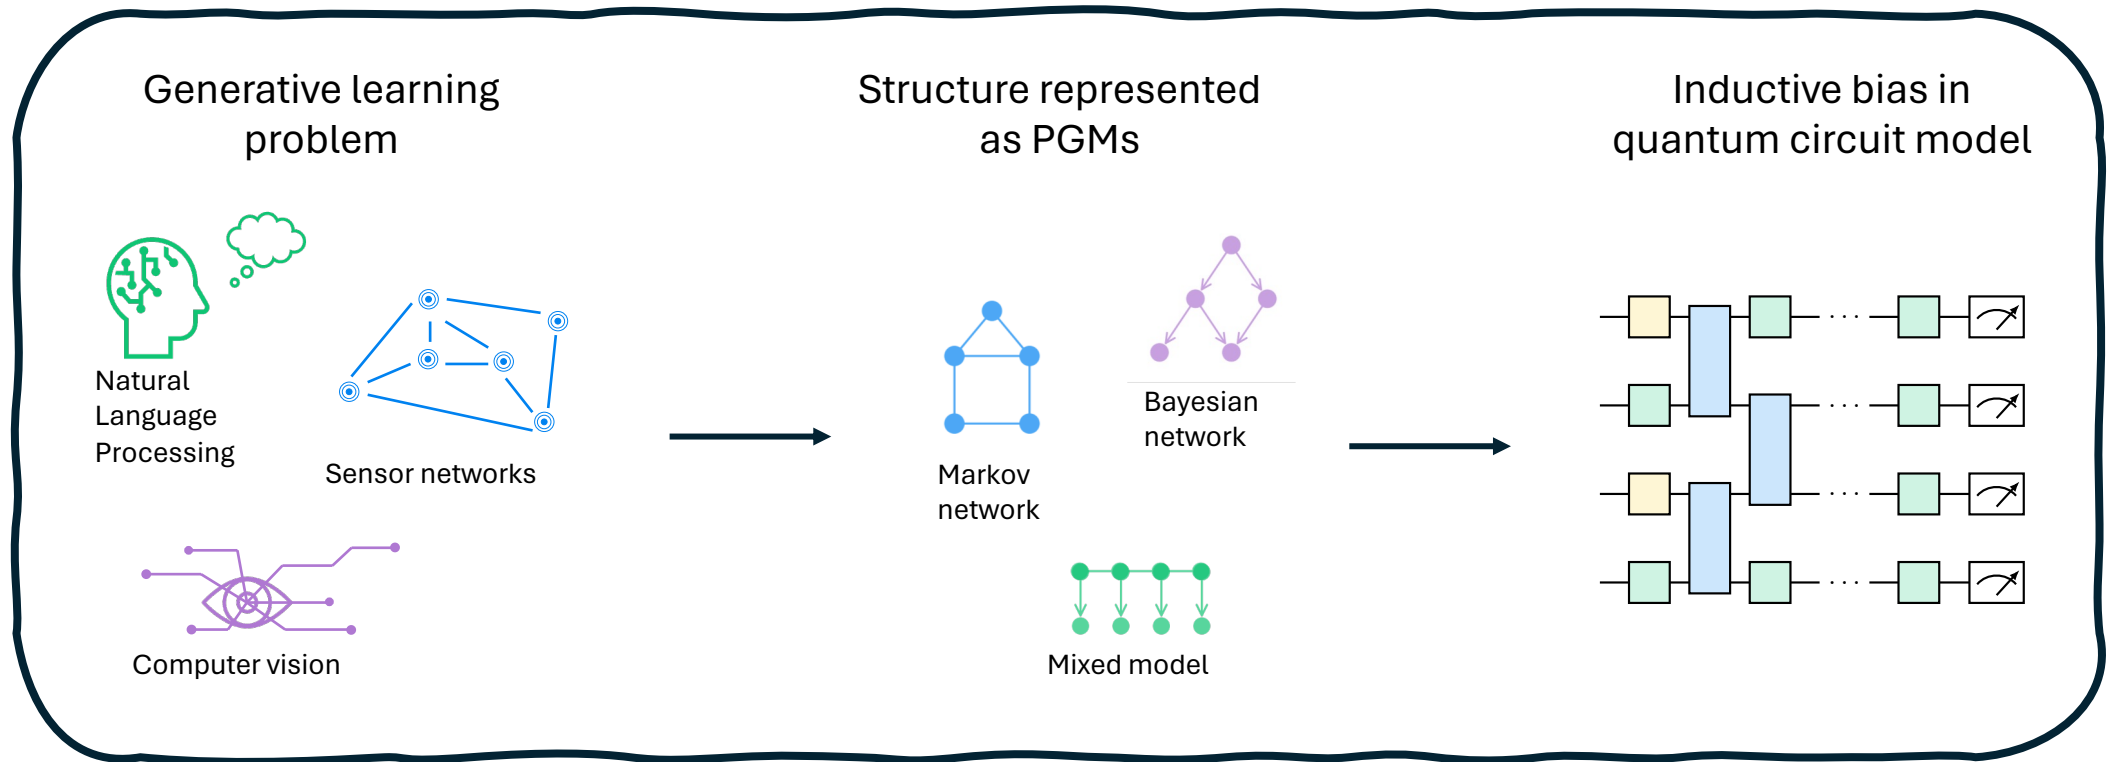 Generative learning
problem
Structure represented
as PGMs
Inductive bias in
quantum circuit model
Natural
Language
Processing
Sensor networks
Computer vision
Markov
network
Bayesian
network
Mixed model